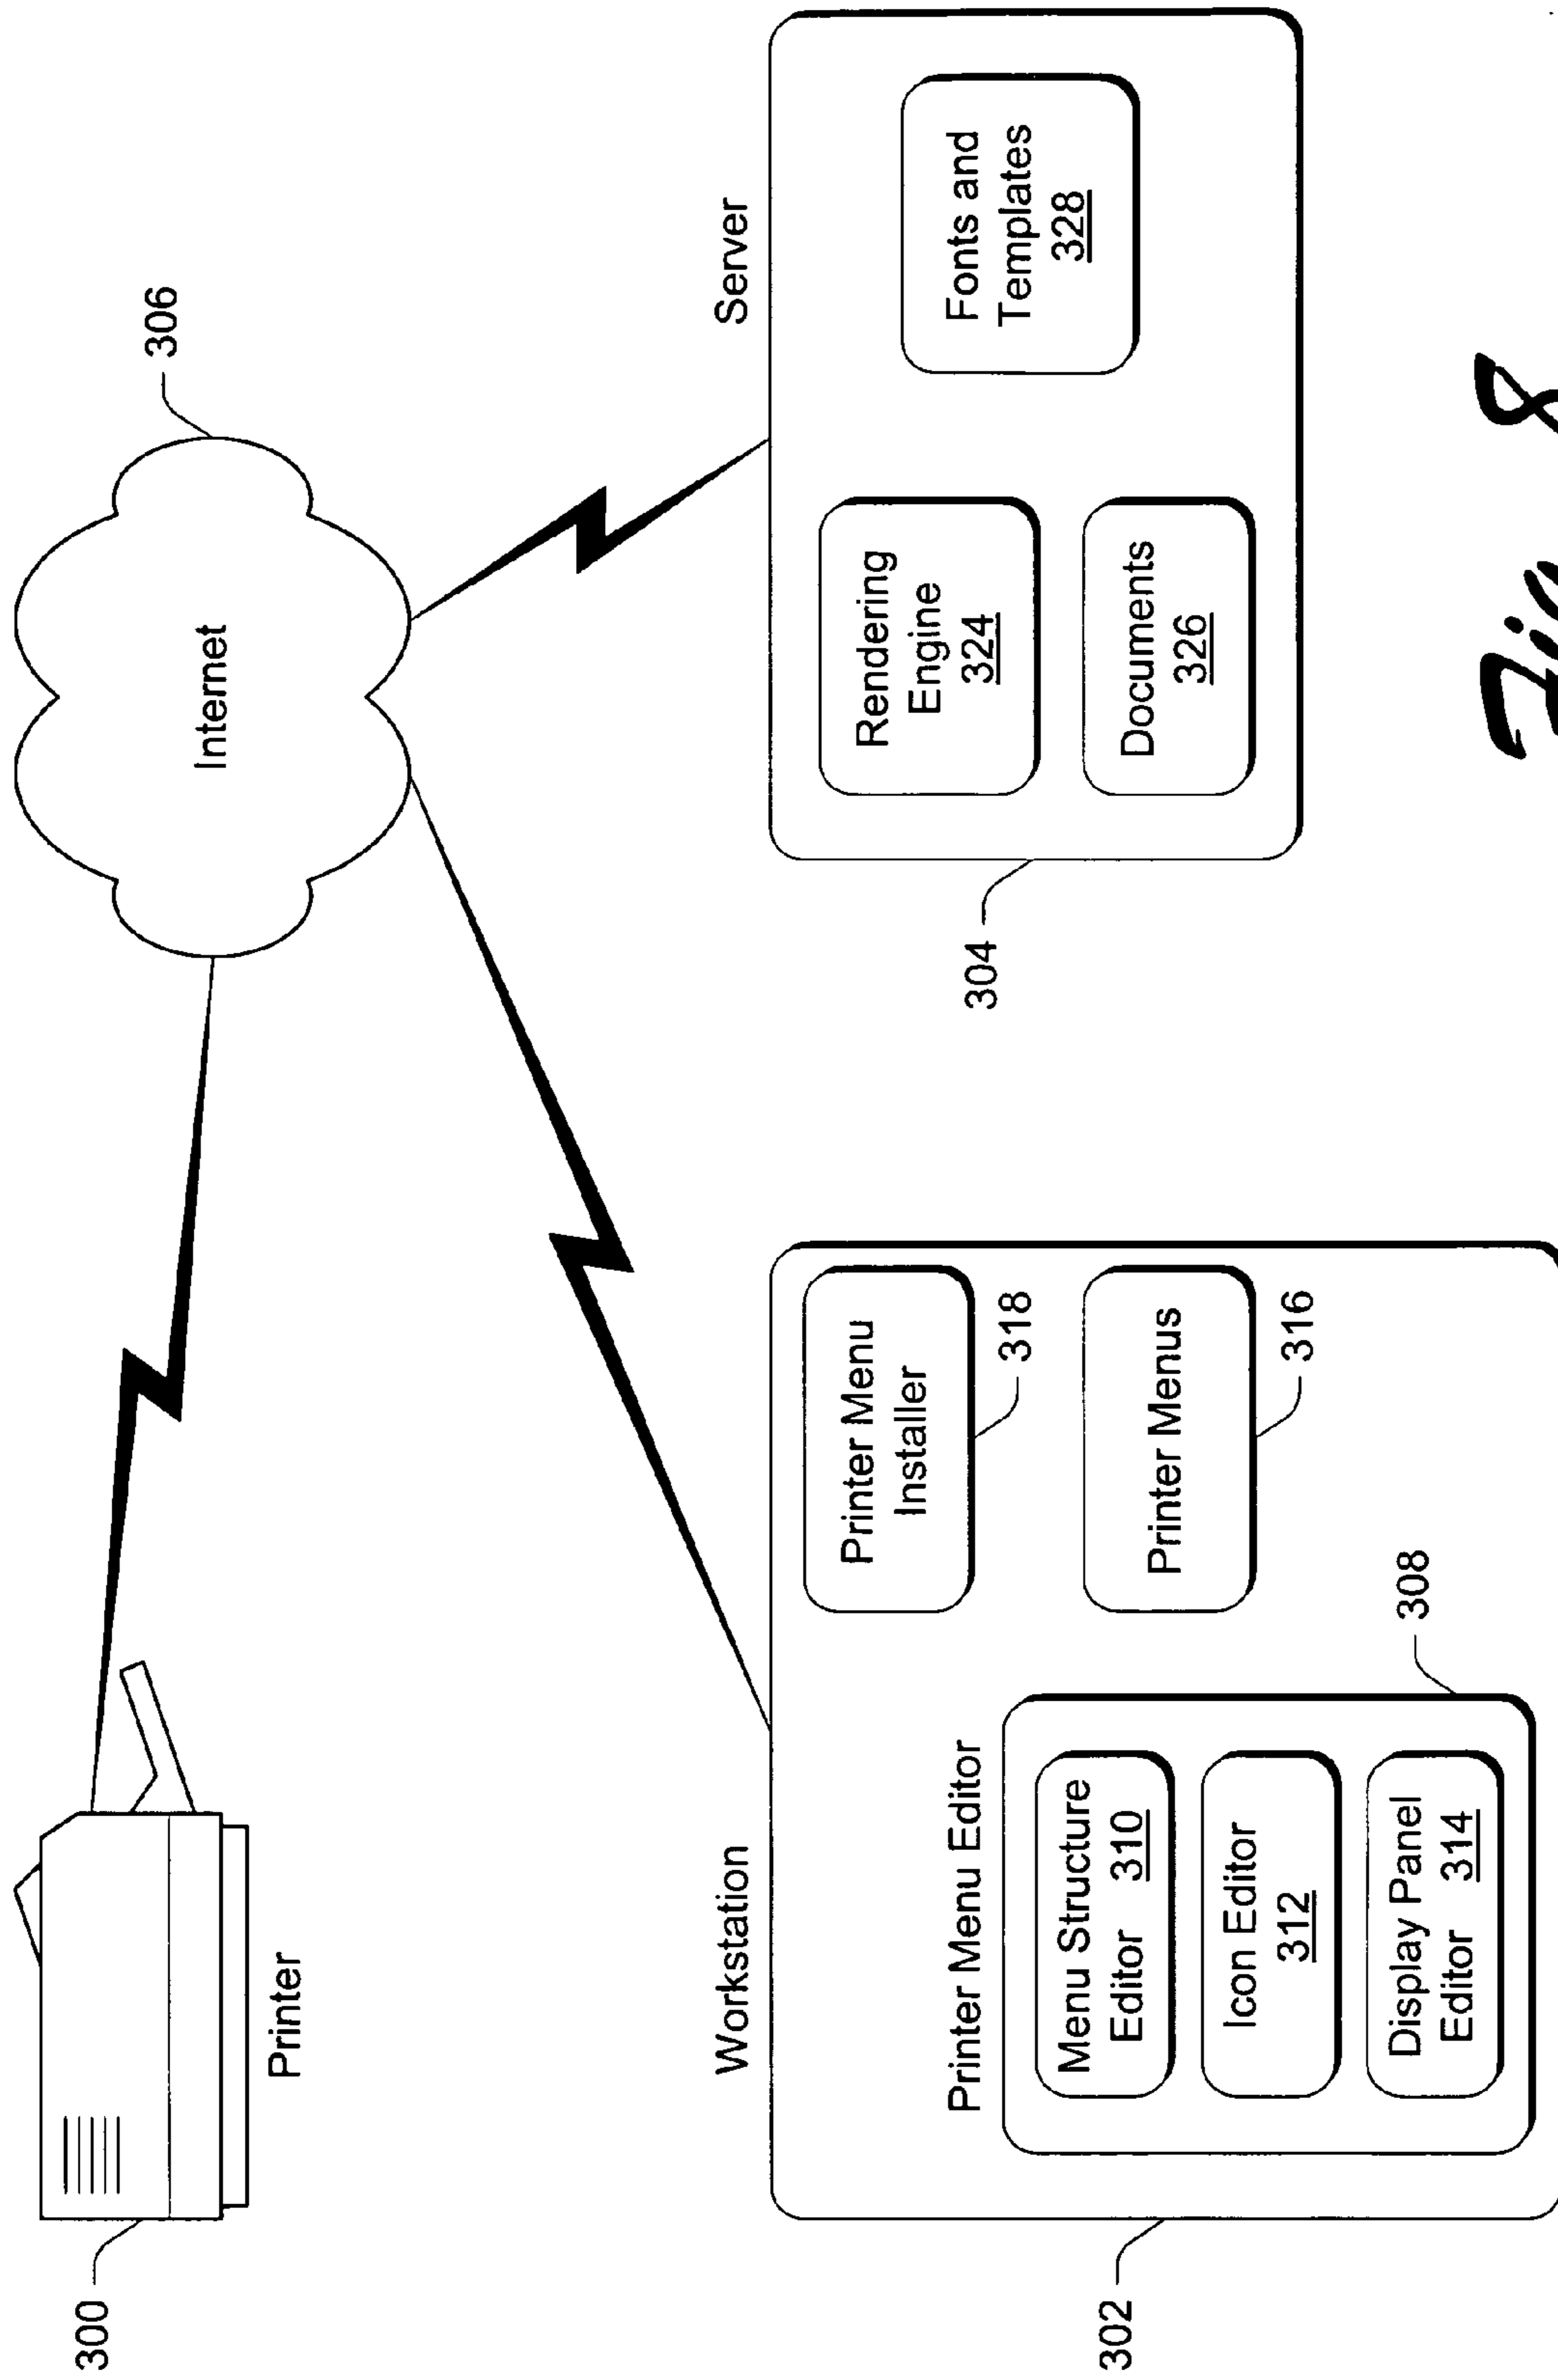 300
Printer
Internet
306
302
Workstation
Printer Menu Editor
Menu Structure
Editor 310
Icon Editor
312
Display Panel
Editor 314
308
Printer Menu
Installer
318
Printer Menus
316
304
Server
Rendering
Engine
324
Documents
326
Fonts and
Templates
328
Fig. 8